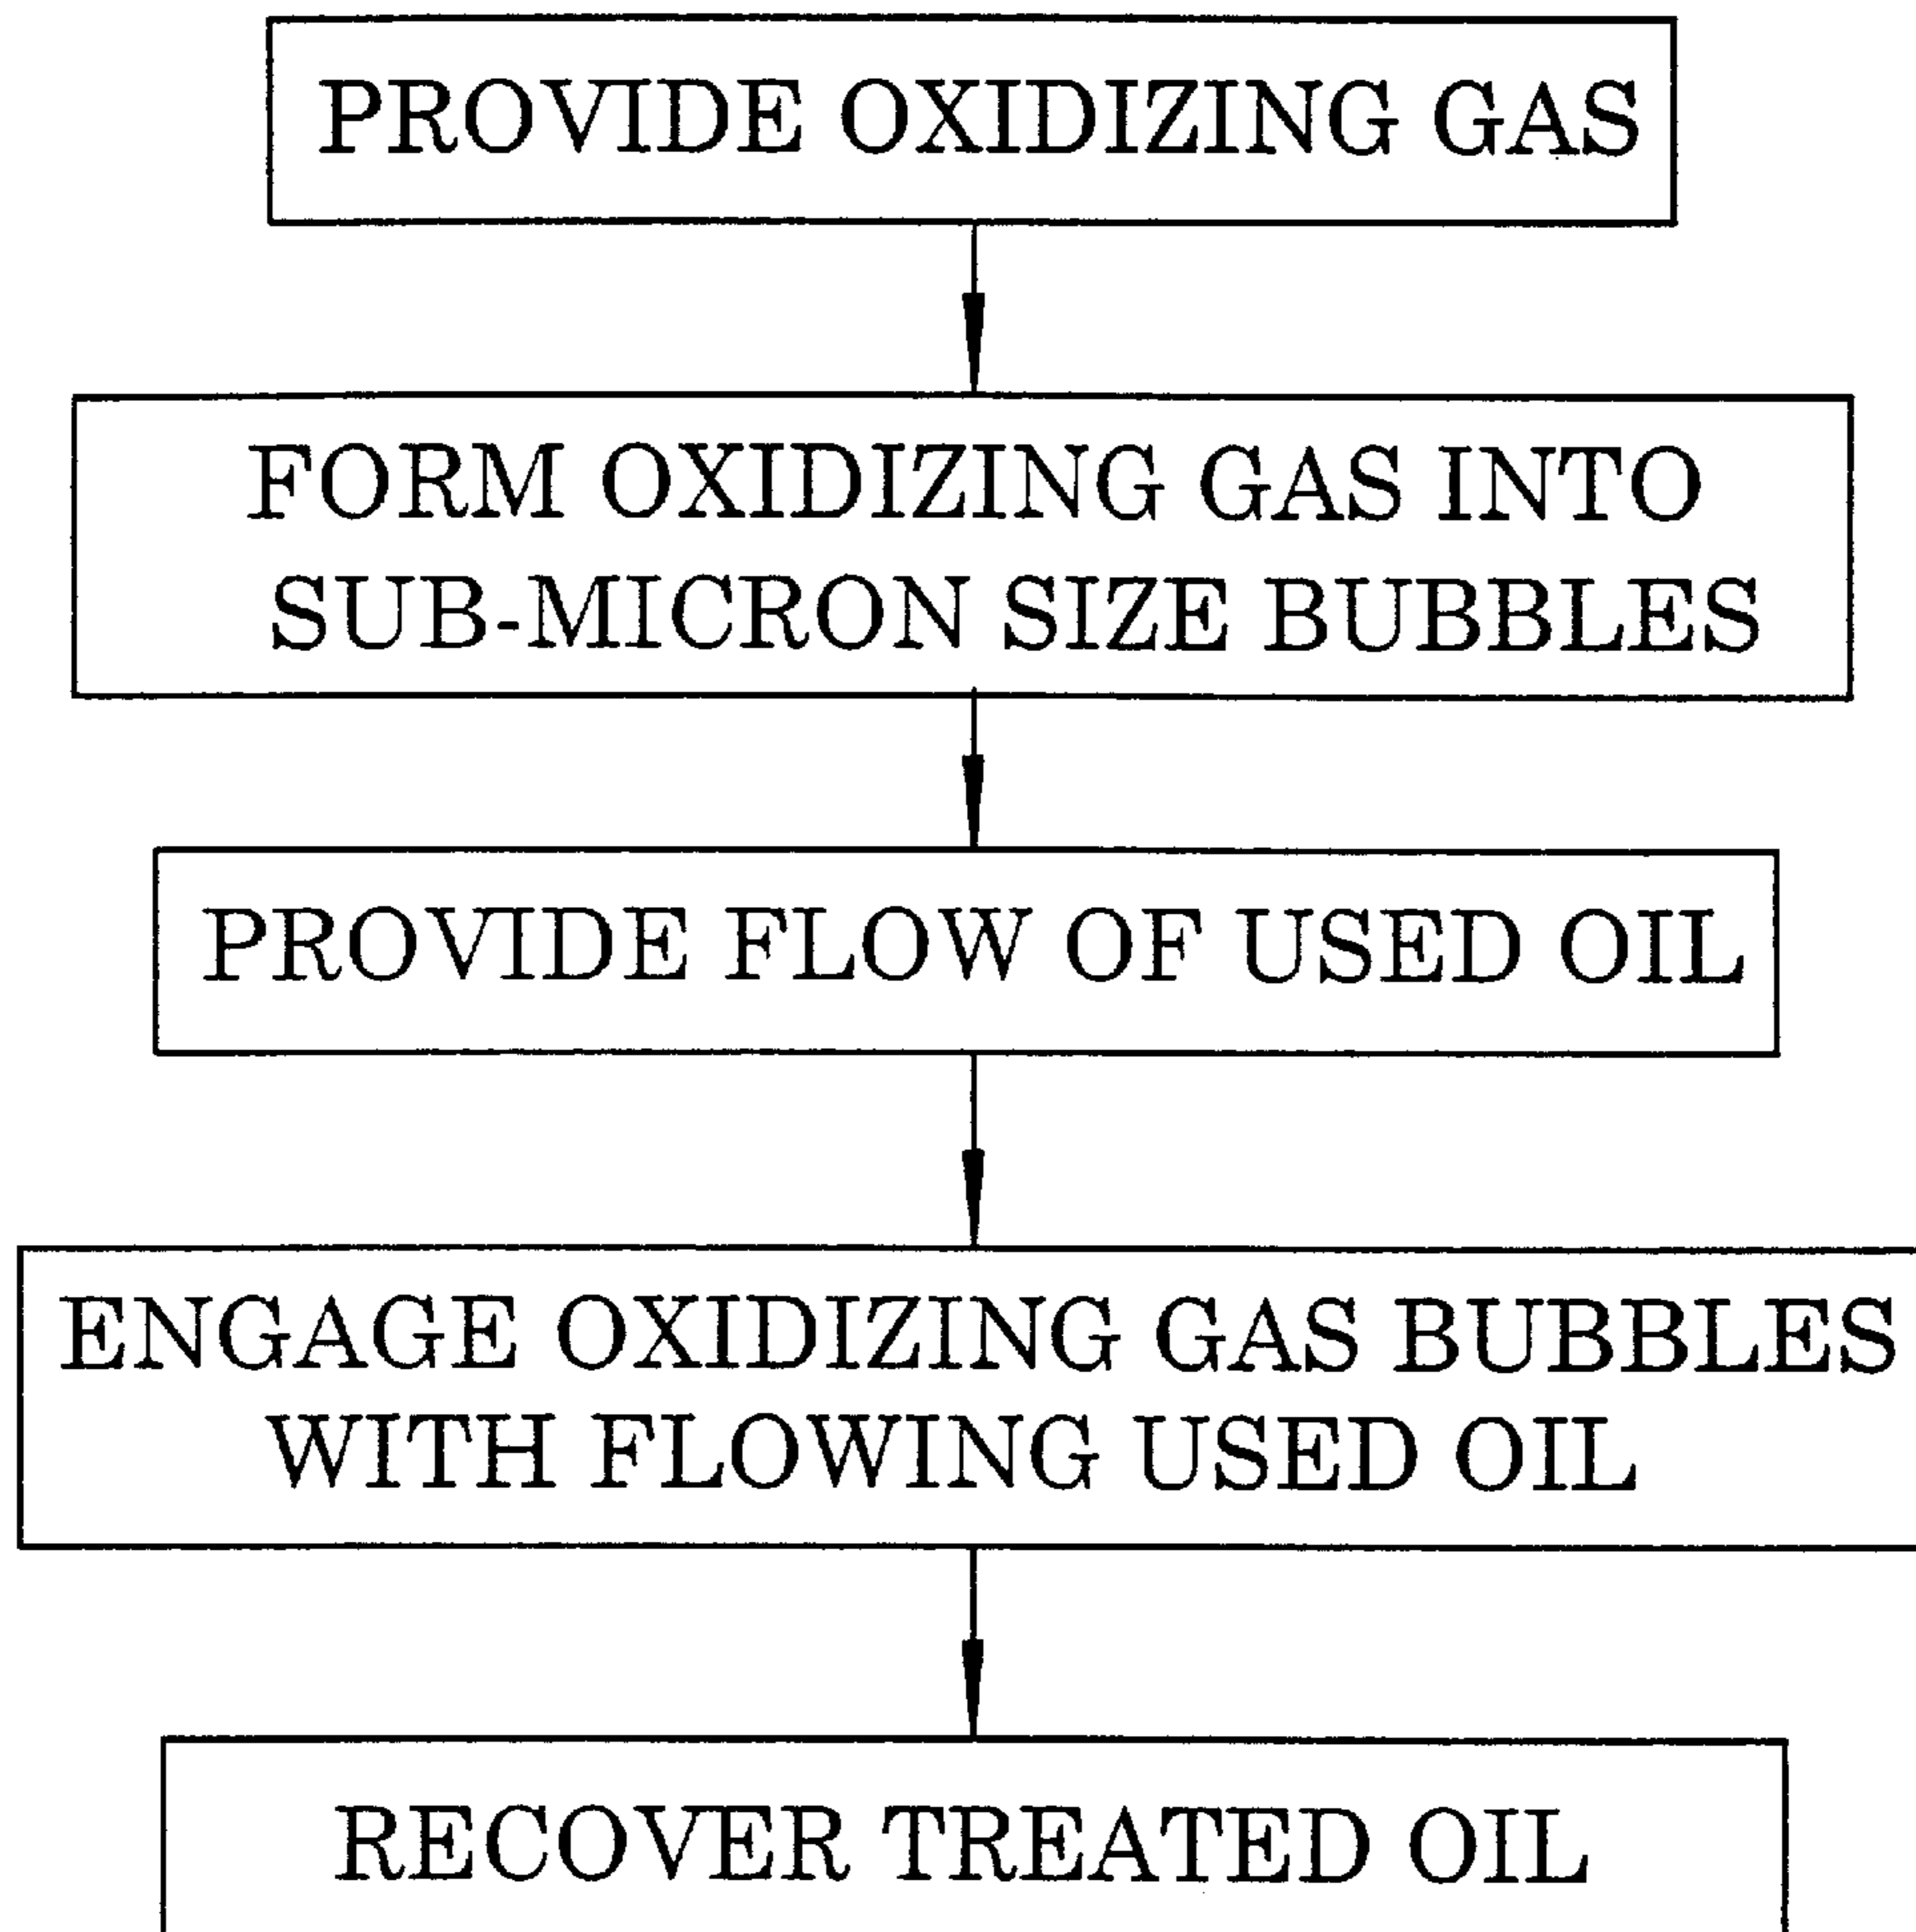 PROVIDE OXIDIZING GAS
FORM OXIDIZING GAS INTO
SUB-MICRON SIZE BUBBLES
PROVIDE FLOW OF USED OIL
ENGAGE OXIDIZING GAS BUBBLES
WITH FLOWING USED OIL
RECOVER TREATED OIL